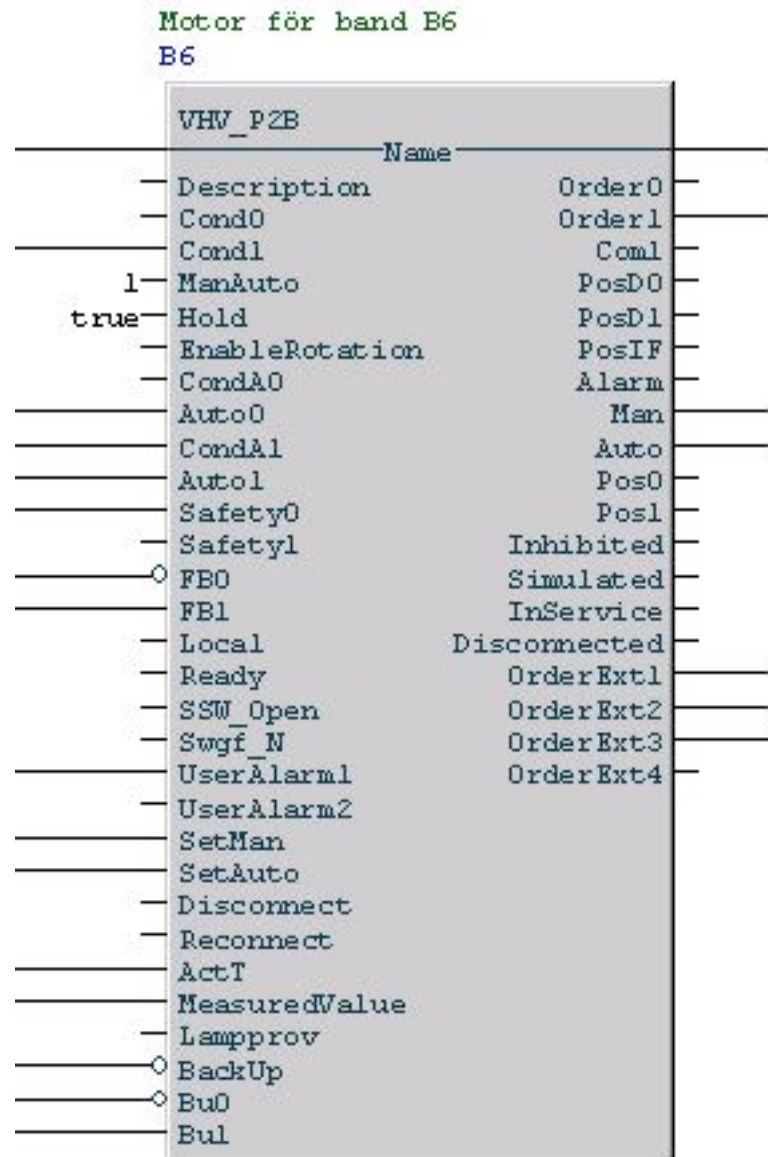 Motor för band B6
B6
VHV_P2B
Name
Description Order0
Cond0 Order1
Cond1 Com1
1 ManAuto PosD0
true Hold PosD1
EnableRotation PosIF
CondA0 Alarm
Auto0 Man
CondA1 Auto
Auto1 Pos0
Safety0 Pos1
Safety1 Inhibited
FB0 Simulated
FB1 InService
Local Disconnected
Ready OrderExt1
SSW_Open OrderExt2
Swgf_N OrderExt3
UserAlarm1 OrderExt4
UserAlarm2
SetMan
SetAuto
Disconnect
Reconnect
ActT
MeasuredValue
Lampprov
BackUp
Bu0
Bu1